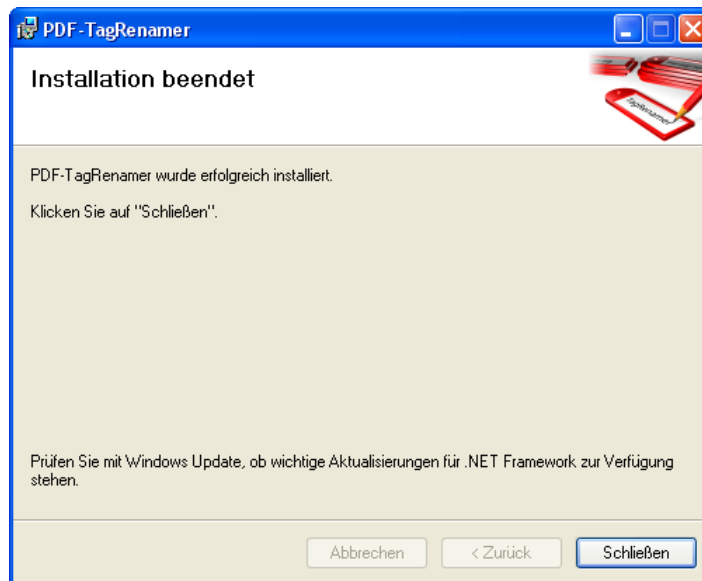 PDF-TagRenamer
Installation beendet
TagRenamer
PDF-TagRenamer wurde erfolgreich installiert.
Klicken Sie auf "Schließen".
Prüfen Sie mit Windows Update, ob wichtige Aktualisierungen für .NET Framework zur Verfügung
stehen.
Abbrechen
< Zurück
Schließen